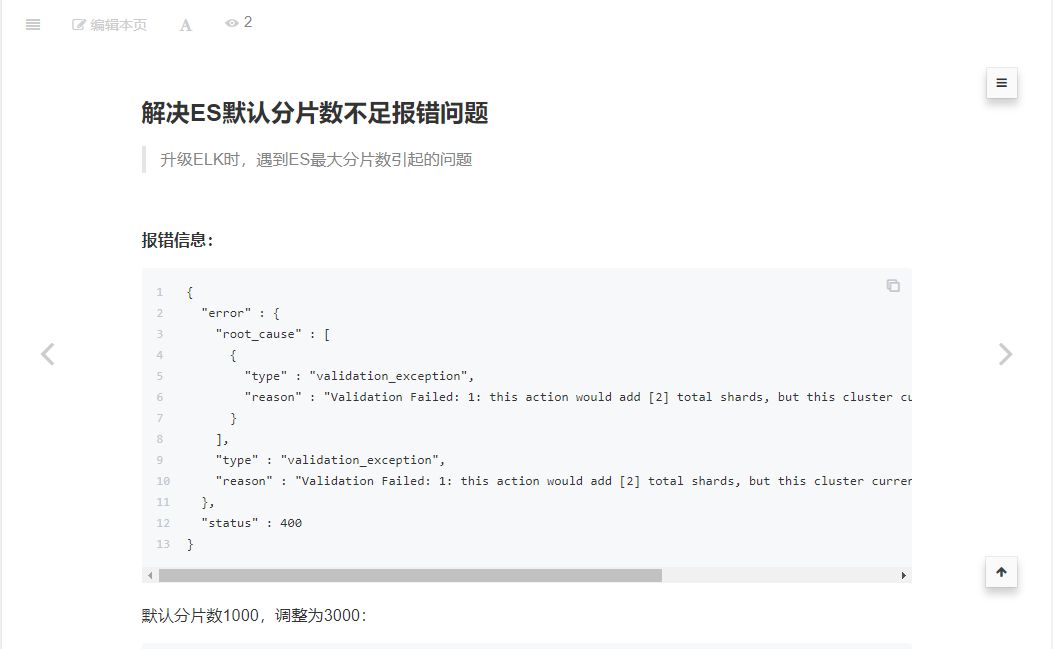 编辑本页 A 2
解决ES默认分片数不足报错问题
升级ELK时，遇到ES最大分片数引起的问题
报错信息：
1 {
2 "error" : {
3 "root_cause" : [
4 {
5 "type" : "validation_exception",
6 "reason" : "Validation Failed: 1: this action would add [2] total shards, but this cluster cu
7 }
8 ],
9 "type" : "validation_exception",
10 "reason" : "Validation Failed: 1: this action would add [2] total shards, but this cluster curren
11 },
12 "status" : 400
13 }
默认分片数1000，调整为3000：